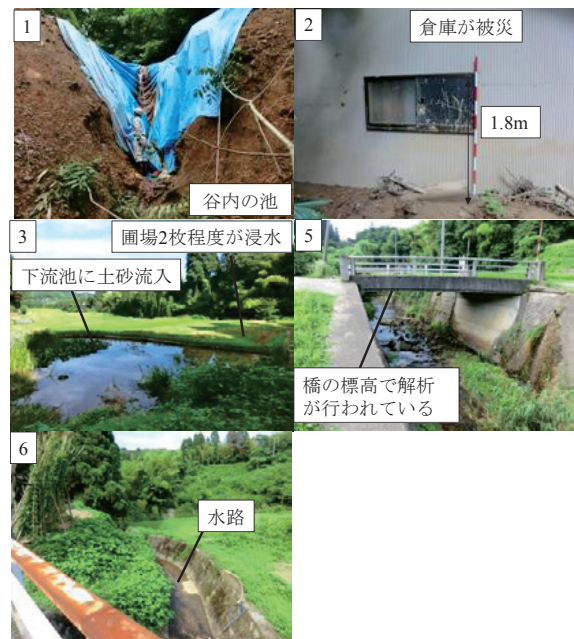 1
谷内の池
2
倉庫が被災
1.8m
3
圃場2枚程度が浸水
下流池に土砂流入
5
橋の標高で解析
が行われている
6
水路